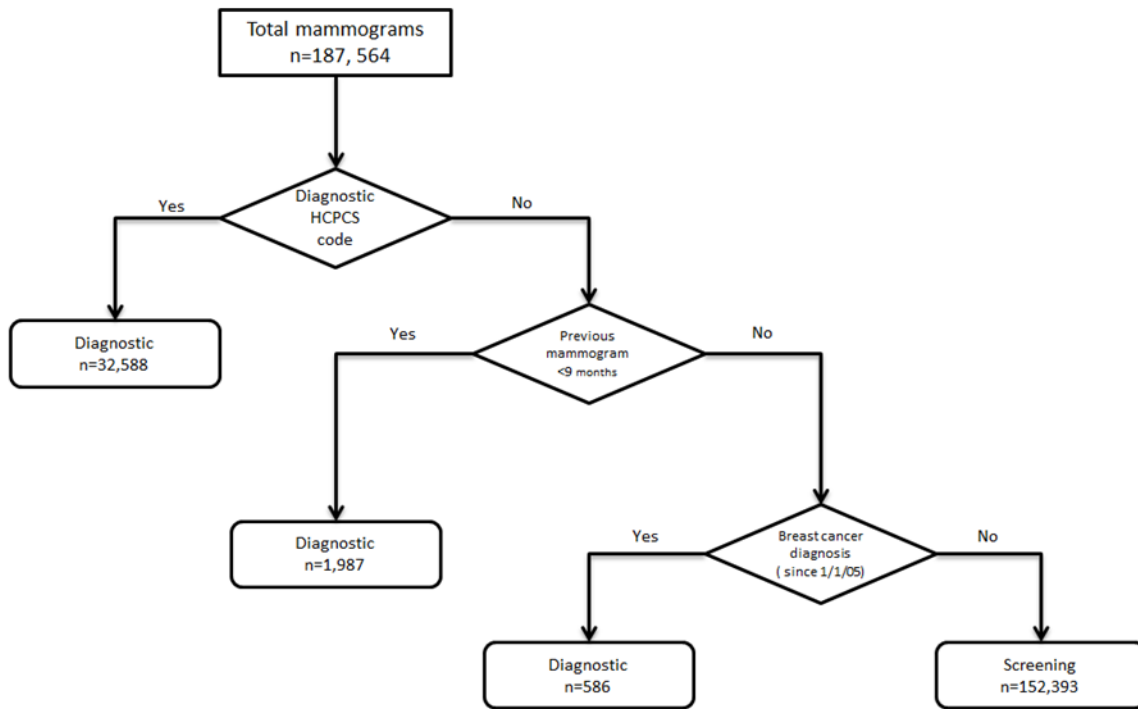 Total mammograms
n=187, 564
Diagnostic
HCPCS
code
Yes
No
Diagnostic
n=32,588
Previous
mammogram
<9 months
Yes
No
Diagnostic
n=1,987
Breast cancer
diagnosis
( since 1/1/05)
Yes
No
Diagnostic
n=586
Screening
n=152,393